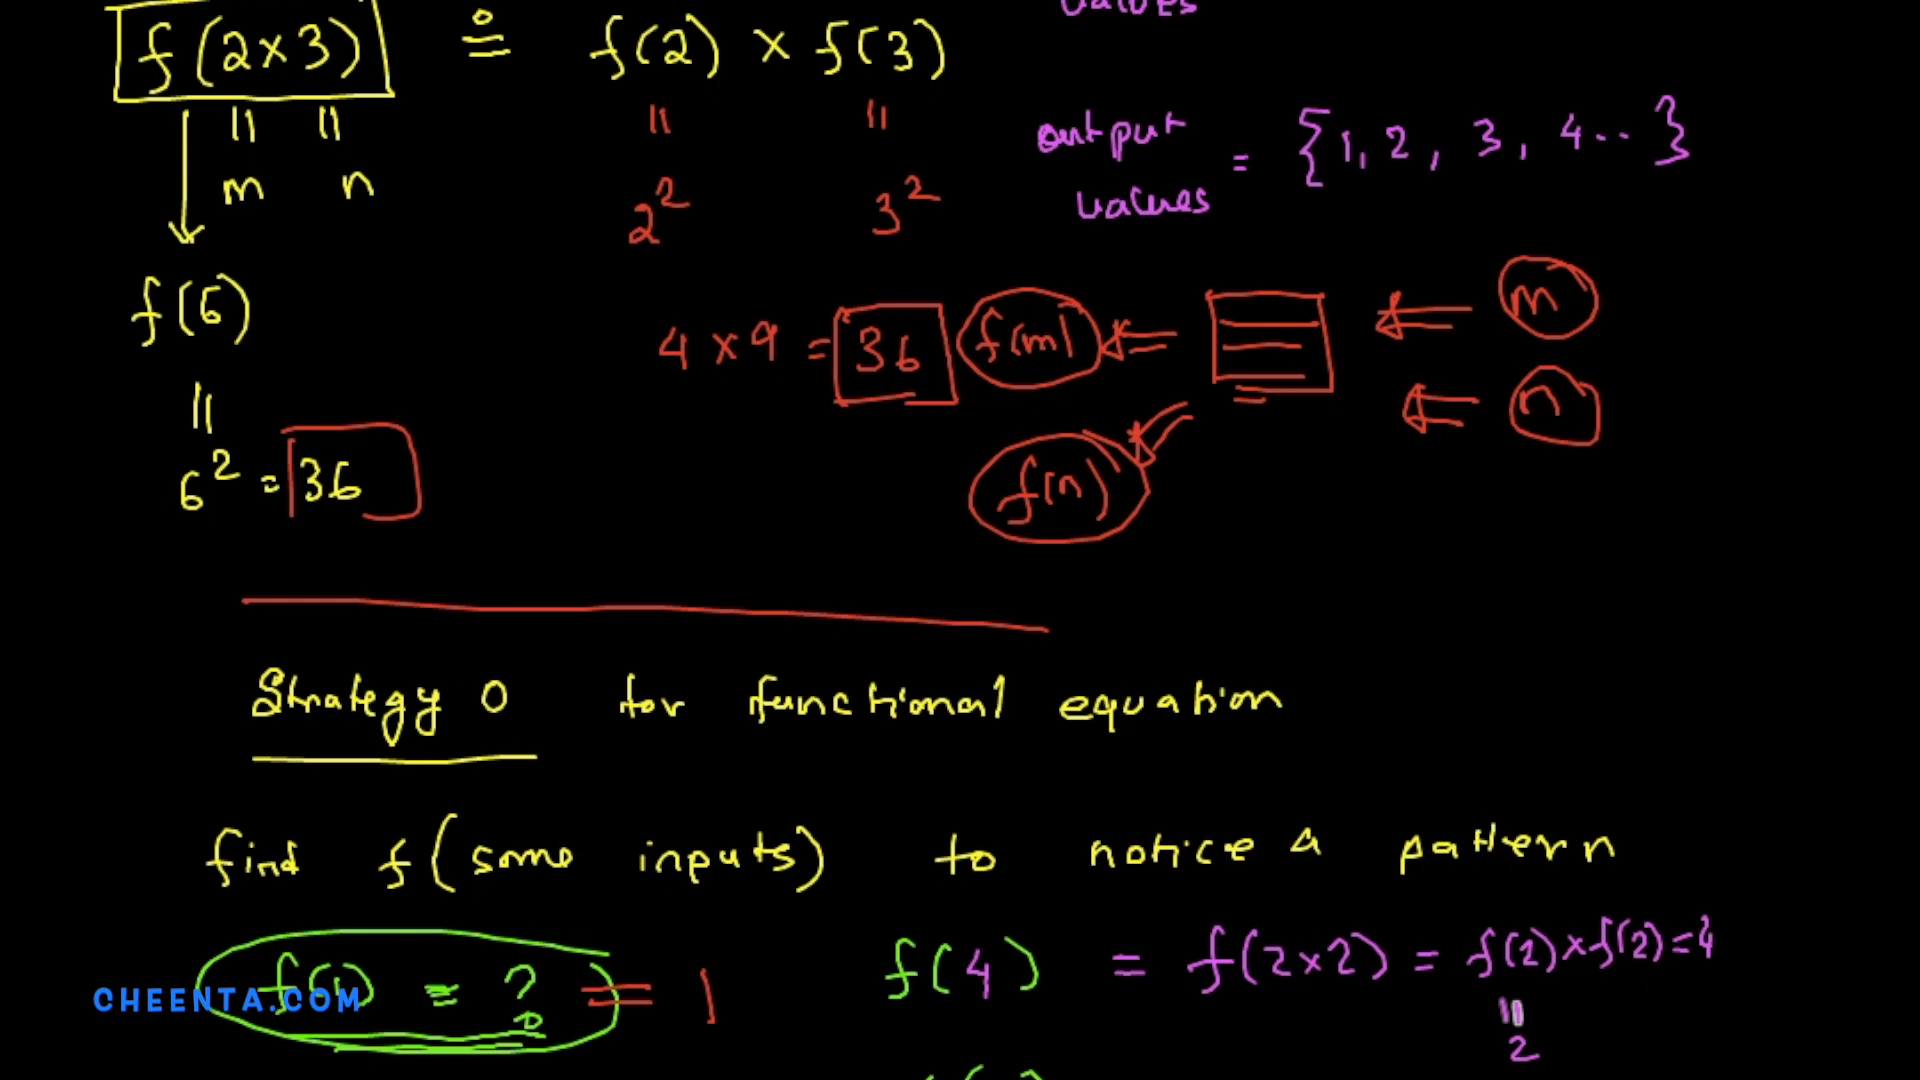 values
f(2×3) ≟ f(2) × f(3)
|| || || ||
m n 2² 3²
output values = {1, 2, 3, 4..}
f(6)
||
6² = 36
4 × 9 = 36
f(m) m
f(n) n
Strategy 0 for functional equation
find f(some inputs) to notice a pattern
f(1) = ? = 1
f(4) = f(2×2) = f(2)×f(2)=4
||
2
CHEENTA.COM